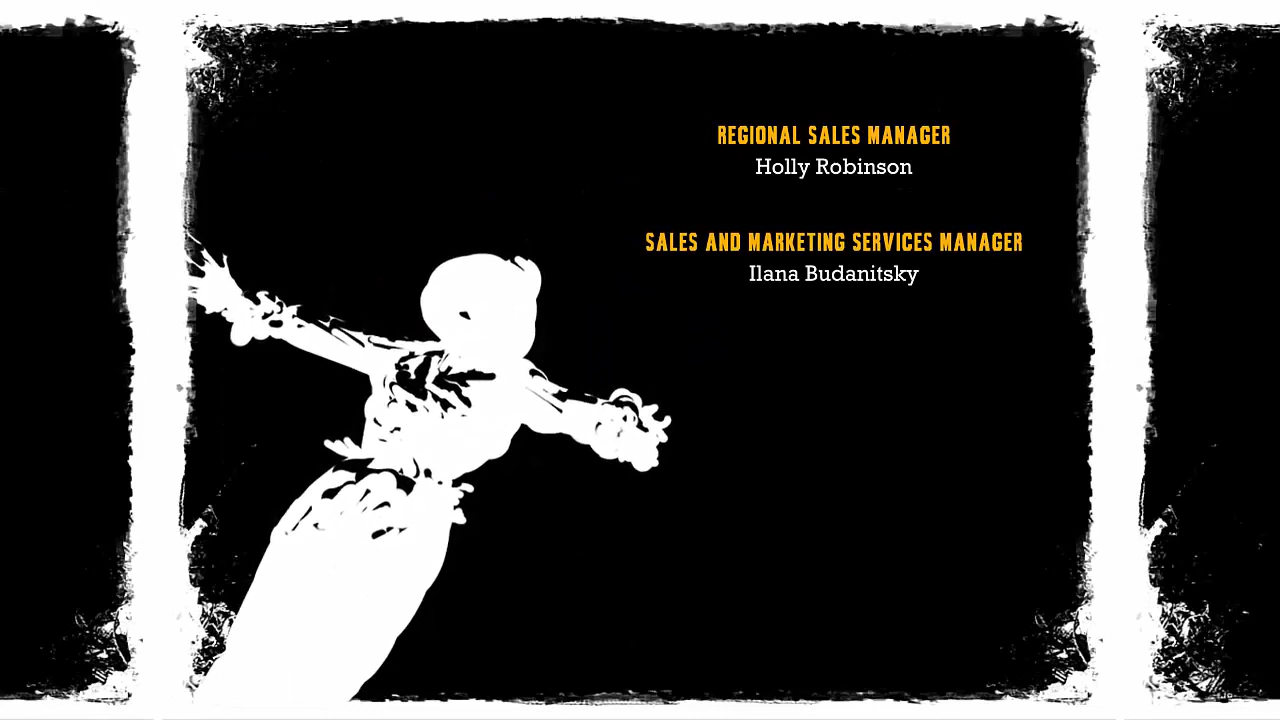 REGIONAL SALES MANAGER
Holly Robinson
SALES AND MARKETING SERVICES MANAGER
Ilana Budanitsky